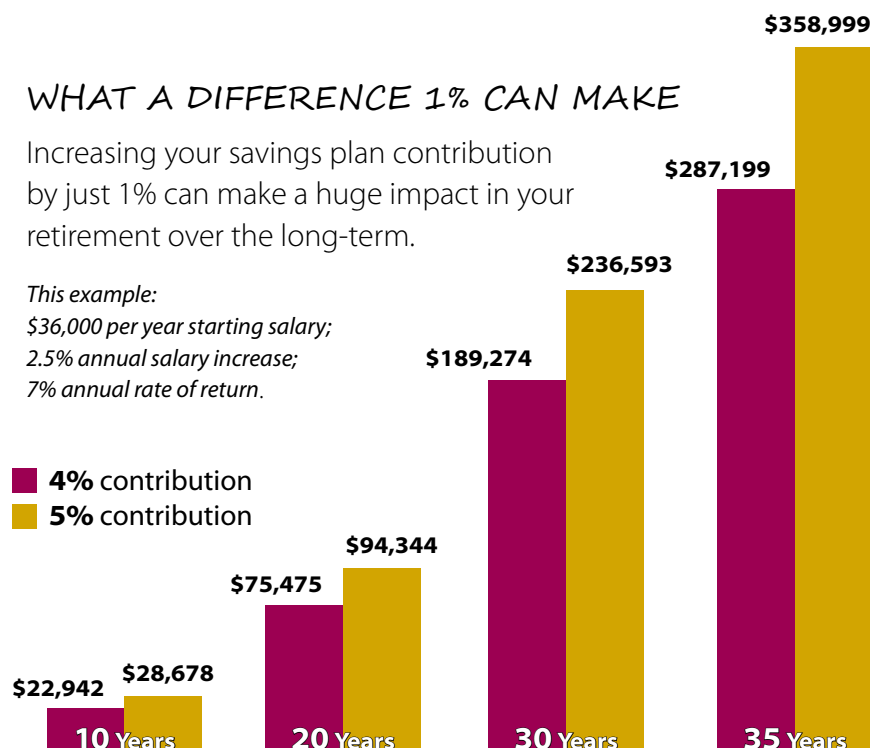 WHAT A DIFFERENCE 1% CAN MAKE
Increasing your savings plan contribution
by just 1% can make a huge impact in your
retirement over the long-term.
This example:
$36,000 per year starting salary;
2.5% annual salary increase;
7% annual rate of return.
4% contribution
5% contribution
$22,942
$28,678
10 Years
$75,475
$94,344
20 Years
$189,274
$236,593
30 Years
$287,199
$358,999
35 Years